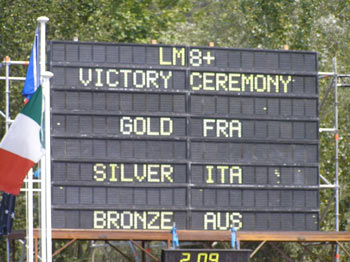 LM8+
VICTORY CEREMONY
GOLD FRA
SILVER ITA
BRONZE AUS
2.09